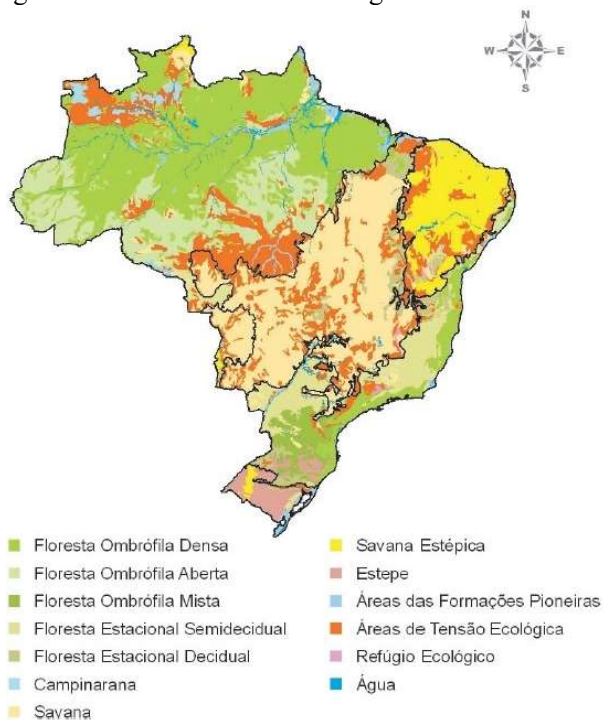 N
W E
S
Floresta Ombrófila Densa
Floresta Ombrófila Aberta
Floresta Ombrófila Mista
Floresta Estacional Semidecidual
Floresta Estacional Decidual
Campinarana
Savana
Savana Estépica
Estepe
Áreas das Formações Pioneiras
Áreas de Tensão Ecológica
Refúgio Ecológico
Água